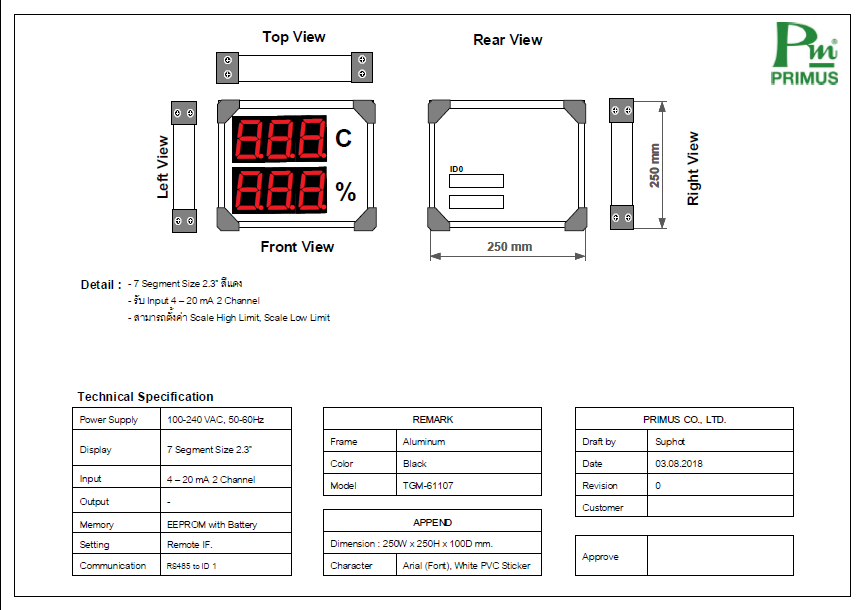 Top View
Rear View
Pm®
PRIMUS
Left View
888 C
888 %
Front View
ID0
250 mm
250 mm
Right View
Detail : - 7 Segment Size 2.3" สีแดง
- รับ Input 4 – 20 mA 2 Channel
- สามารถตั้งค่า Scale High Limit, Scale Low Limit
Technical Specification
Power Supply 100-240 VAC, 50-60Hz
Display 7 Segment Size 2.3"
Input 4 – 20 mA 2 Channel
Output -
Memory EEPROM with Battery
Setting Remote IF.
Communication RS485 to ID 1
REMARK
Frame Aluminum
Color Black
Model TGM-61107
APPEND
Dimension : 250W x 250H x 100D mm.
Character Arial (Font), White PVC Sticker
PRIMUS CO., LTD.
Draft by Suphot
Date 03.08.2018
Revision 0
Customer
Approve